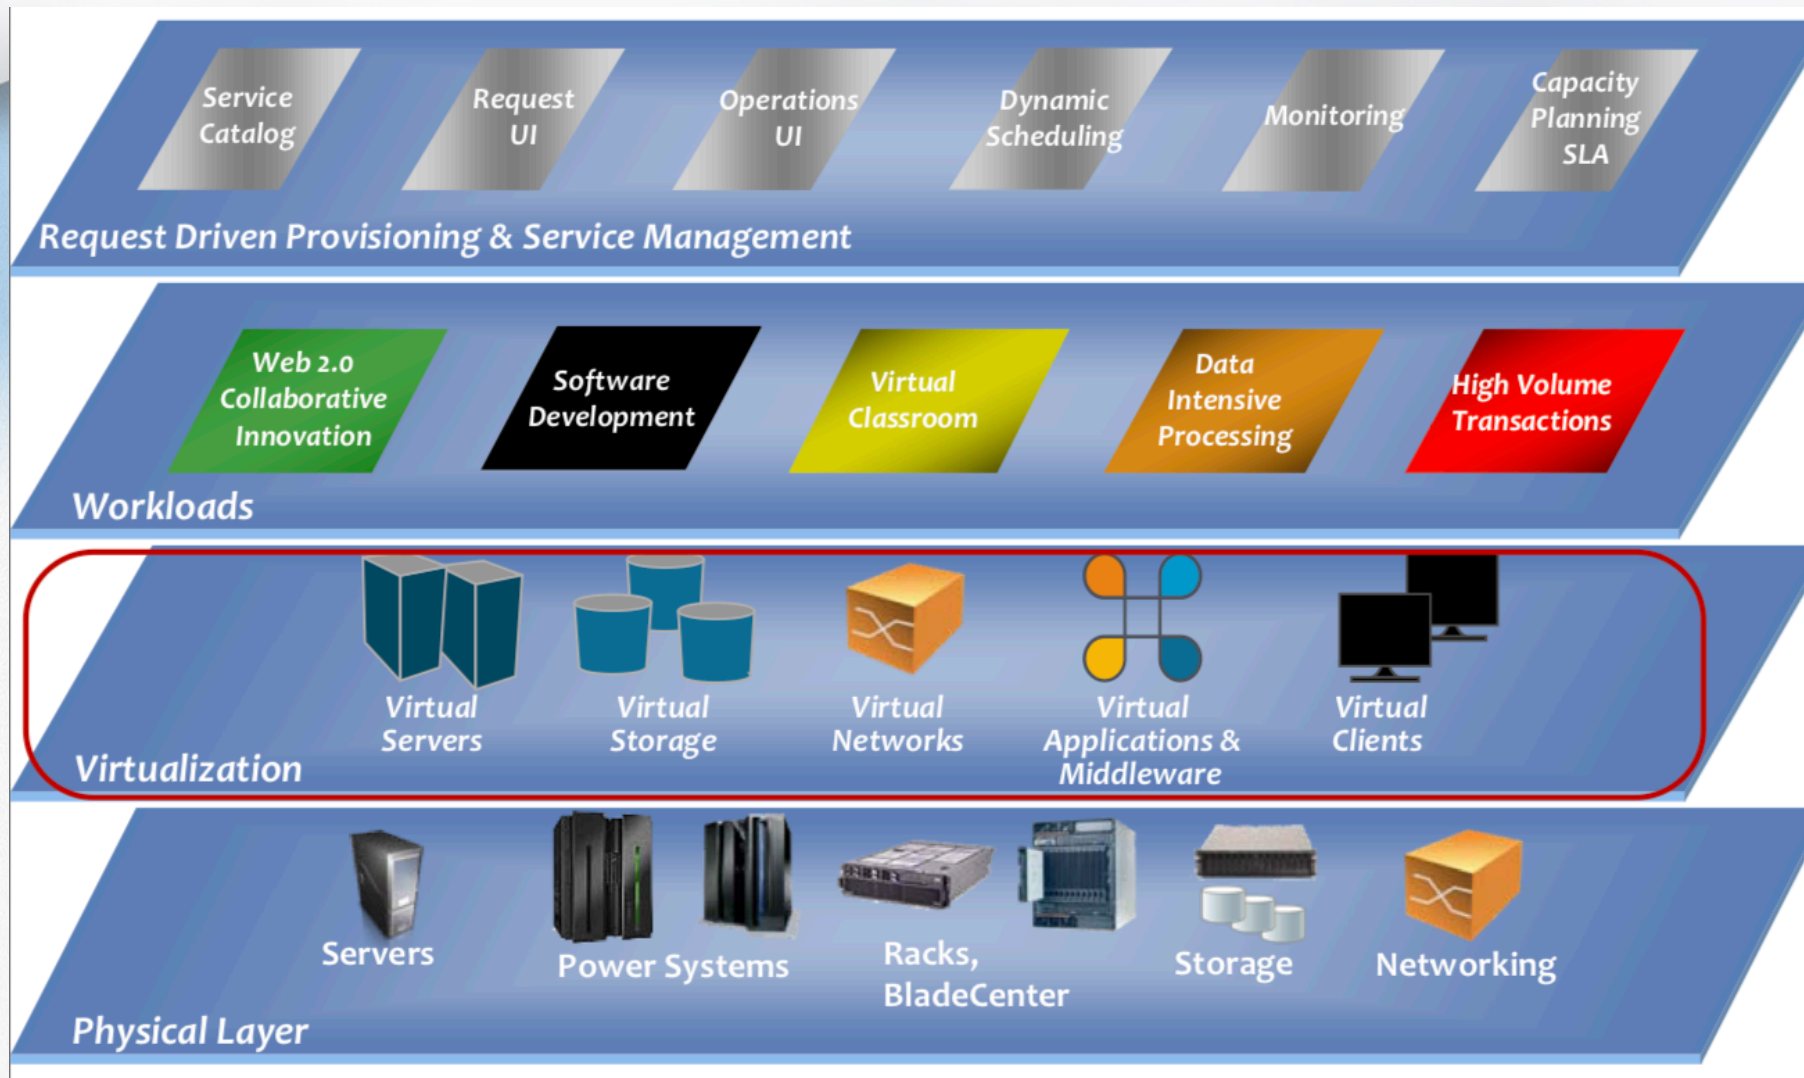 Service
Catalog
Request
UI
Operations
UI
Dynamic
Scheduling
Monitoring
Capacity
Planning
SLA
Request Driven Provisioning & Service Management
Web 2.0
Collaborative
Innovation
Software
Development
Virtual
Classroom
Data
Intensive
Processing
High Volume
Transactions
Workloads
Virtual
Servers
Virtual
Storage
Virtual
Networks
Virtual
Applications &
Middleware
Virtual
Clients
Virtualization
Servers
Power Systems
Racks,
BladeCenter
Storage
Networking
Physical Layer